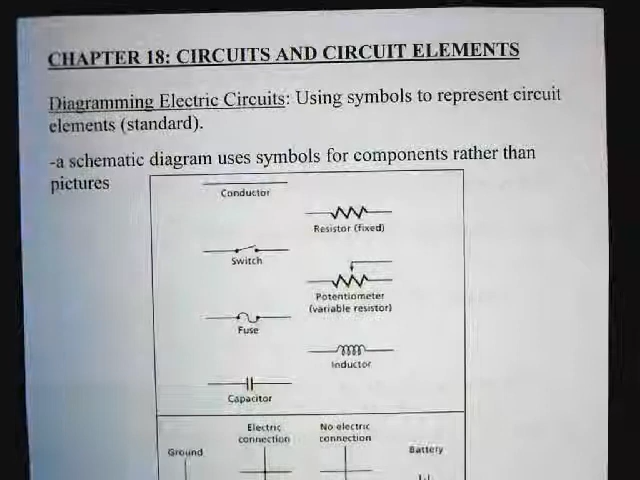 CHAPTER 18: CIRCUITS AND CIRCUIT ELEMENTS
Diagramming Electric Circuits: Using symbols to represent circuit
elements (standard).
-a schematic diagram uses symbols for components rather than
pictures
Conductor
Resistor (fixed)
Switch
Potentiometer
(variable resistor)
Fuse
Inductor
Capacitor
Electric
connection
No electric
connection
Ground
Battery